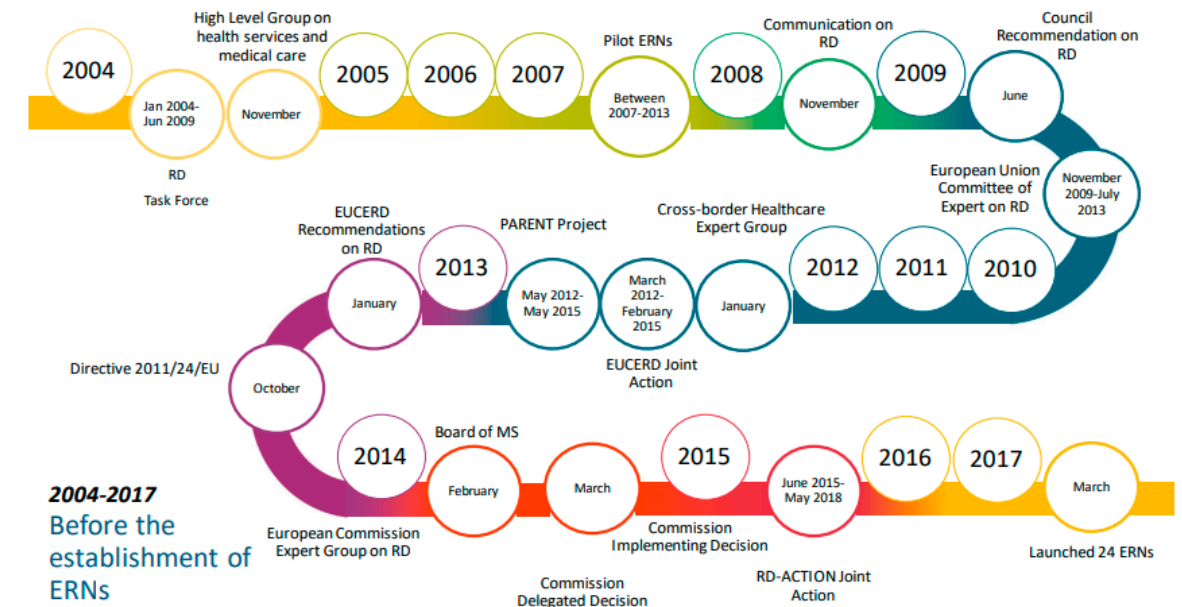 2004
Jan 2004-
Jun 2009
RD
Task Force
High Level Group on
health services and
medical care
November
2005
2006
2007
Pilot ERNs
Between
2007-2013
2008
Communication on
RD
November
2009
Council
Recommendation on
RD
June
European Union
Committee of
Expert on RD
November
2009-July
2013
2010
2011
2012
Cross-border Healthcare
Expert Group
January
March
2012-
February
2015
EUCERD Joint
Action
PARENT Project
May 2012-
May 2015
2013
EUCERD
Recommendations
on RD
January
Directive 2011/24/EU
October
2014
European Commission
Expert Group on RD
Board of MS
February
March
Commission
Delegated Decision
2015
Commission
Implementing Decision
June 2015-
May 2018
RD-ACTION Joint
Action
2016
2017
March
Launched 24 ERNs
2004-2017
Before the
establishment of
ERNs